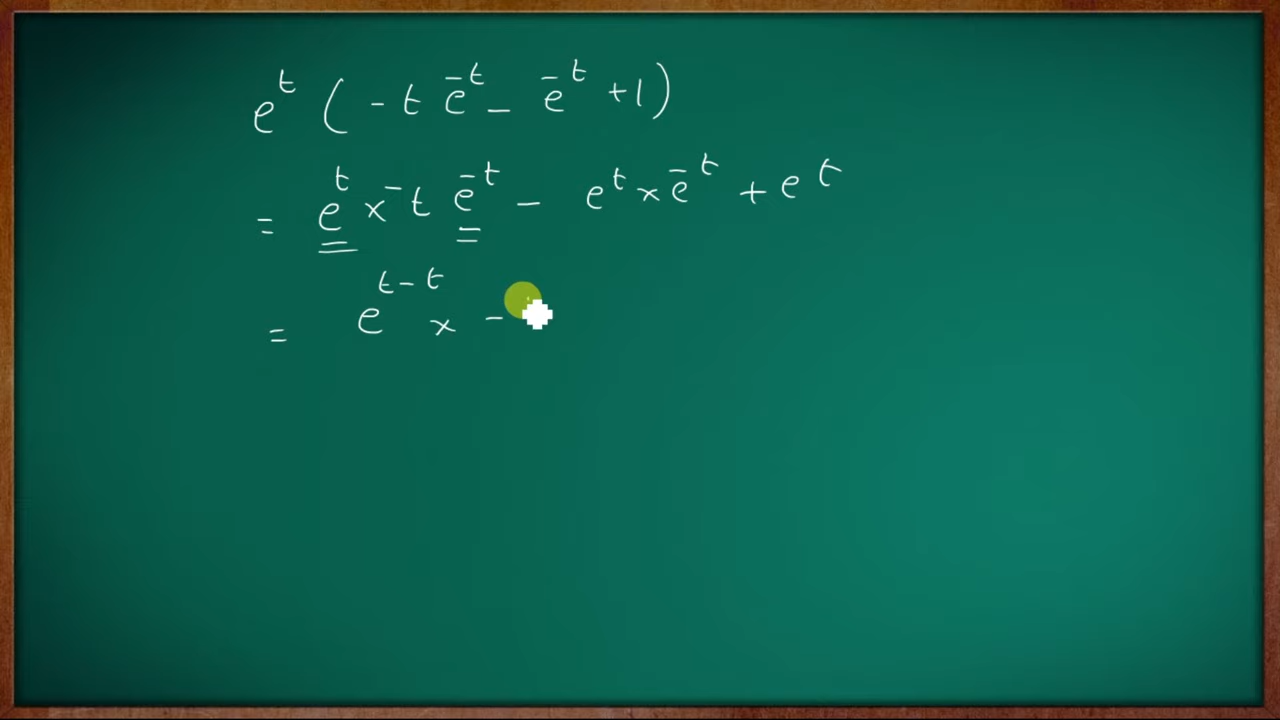 e^t ( - t e^-t - e^-t + 1 )
= e^t × -t e^-t - e^t × e^-t + e^t
= e^t-t × -